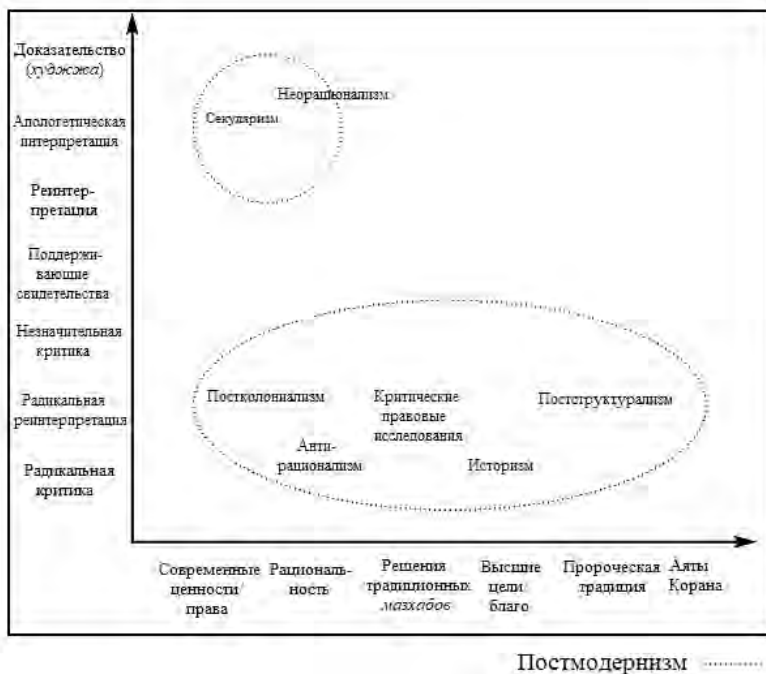 Доказательство
(худжжа)
Апологетическая
интерпретация
Реинтер-
претация
Поддержи-
вающие
свидетельства
Незначительная
критика
Радикальная
реинтерпретация
Радикальная
критика
Неорационализм
Секуларизм
Постколониализм
Критические
правовые
исследования
Постструктурализм
Анти-
рационализм
Историзм
Современные
ценности/
права
Рациональ-
ность
Решения
традиционных
мазхабов
Высшие
цели/
благо
Пророческая
традиция
Аяты
Корана
Постмодернизм